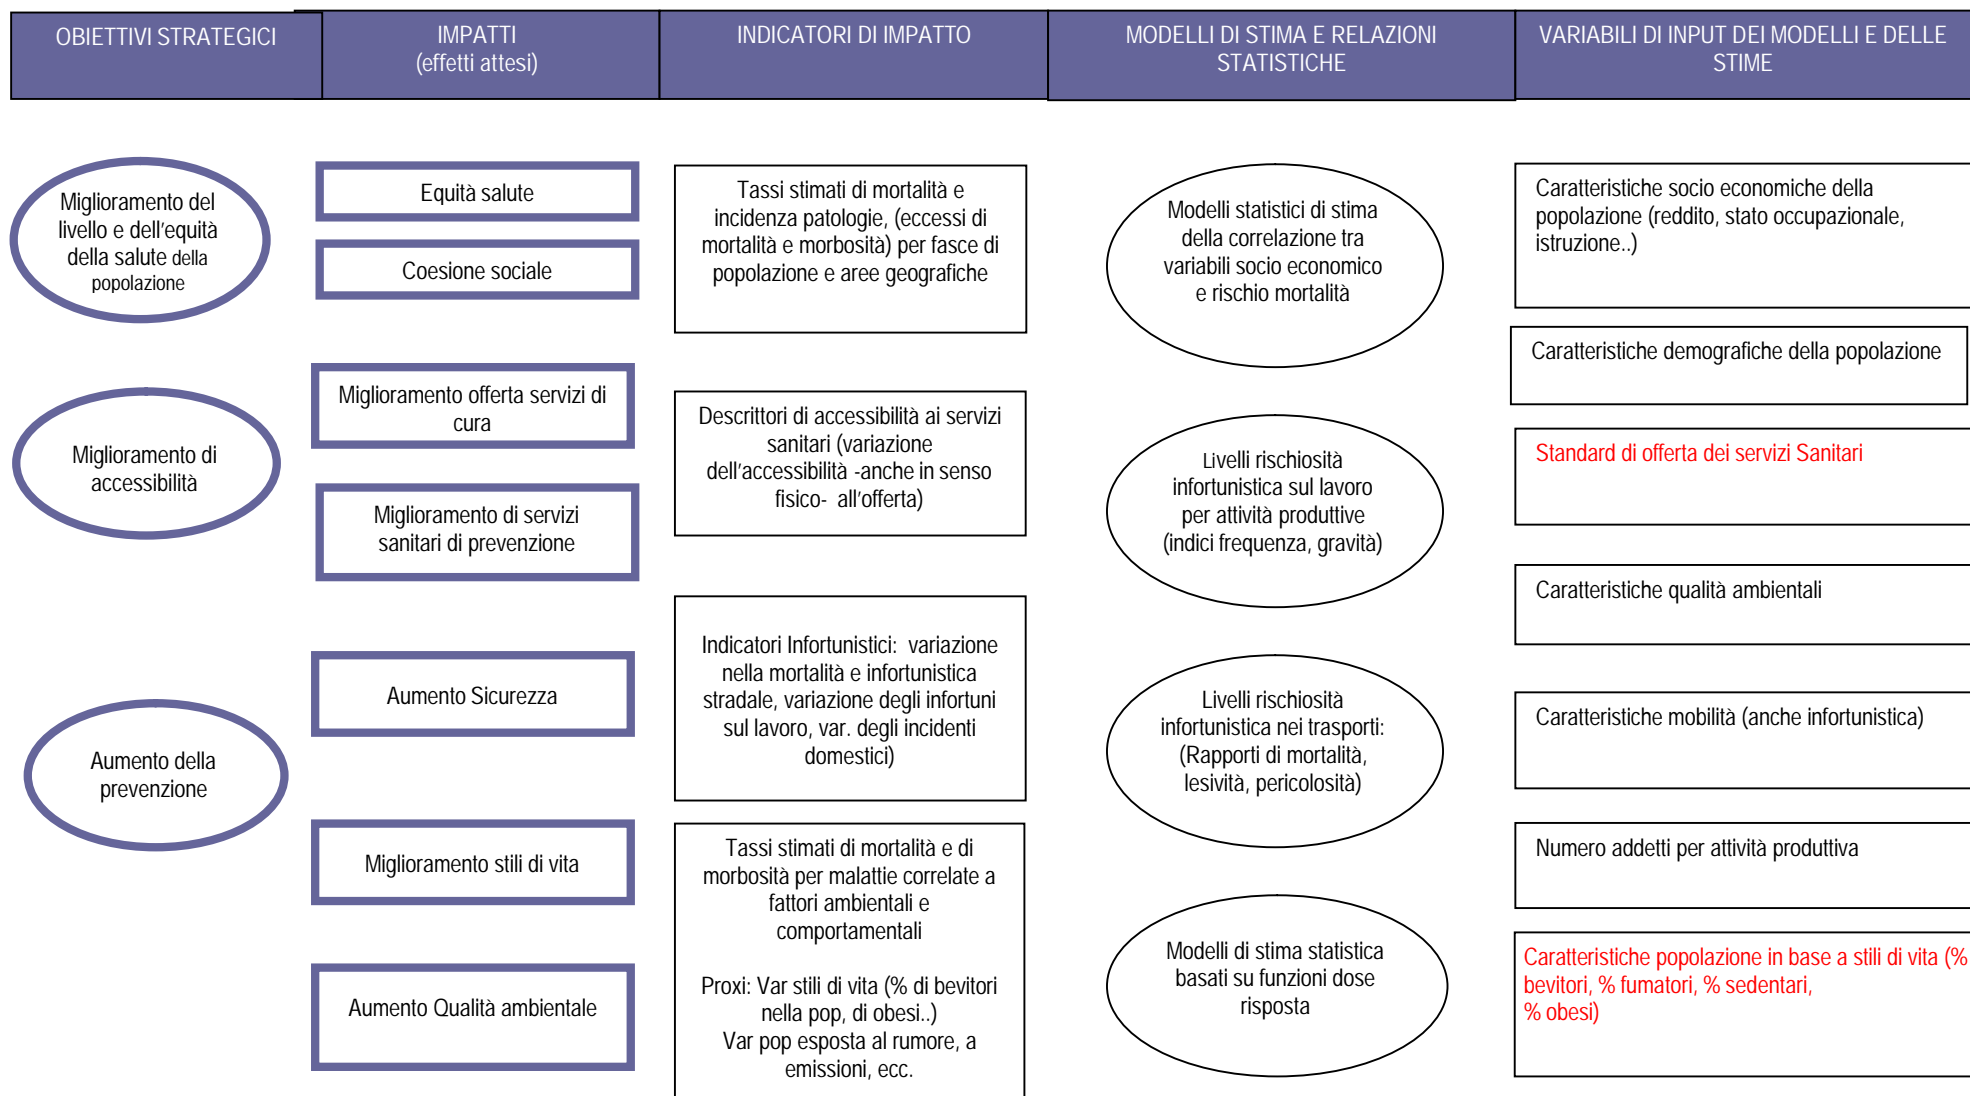 OBIETTIVI STRATEGICI
IMPATTI
(effetti attesi)
INDICATORI DI IMPATTO
MODELLI DI STIMA E RELAZIONI
STATISTICHE
VARIABILI DI INPUT DEI MODELLI E DELLE
STIME
Miglioramento del
livello e dell'equità
della salute della
popolazione
Miglioramento di
accessibilità
Aumento della
prevenzione
Equità salute
Coesione sociale
Miglioramento offerta servizi di
cura
Miglioramento di servizi
sanitari di prevenzione
Aumento Sicurezza
Miglioramento stili di vita
Aumento Qualità ambientale
Tassi stimati di mortalità e
incidenza patologie, (eccessi di
mortalità e morbosità) per fasce di
popolazione e aree geografiche
Descrittori di accessibilità ai servizi
sanitari (variazione
dell'accessibilità -anche in senso
fisico- all'offerta)
Indicatori Infortunistici: variazione
nella mortalità e infortunistica
stradale, variazione degli infortuni
sul lavoro, var. degli incidenti
domestici)
Tassi stimati di mortalità e di
morbosità per malattie correlate a
fattori ambientali e
comportamentali
Proxi: Var stili di vita (% di bevitori
nella pop, di obesi..)
Var pop esposta al rumore, a
emissioni, ecc.
Modelli statistici di stima
della correlazione tra
variabili socio economico
e rischio mortalità
Livelli rischiosità
infortunistica sul lavoro
per attività produttive
(indici frequenza, gravità)
Livelli rischiosità
infortunistica nei trasporti:
(Rapporti di mortalità,
lesività, pericolosità)
Modelli di stima statistica
basati su funzioni dose
risposta
Caratteristiche socio economiche della
popolazione (reddito, stato occupazionale,
istruzione..)
Caratteristiche demografiche della popolazione
Standard di offerta dei servizi Sanitari
Caratteristiche qualità ambientali
Caratteristiche mobilità (anche infortunistica)
Numero addetti per attività produttiva
Caratteristiche popolazione in base a stili di vita (%
bevitori, % fumatori, % sedentari,
% obesi)